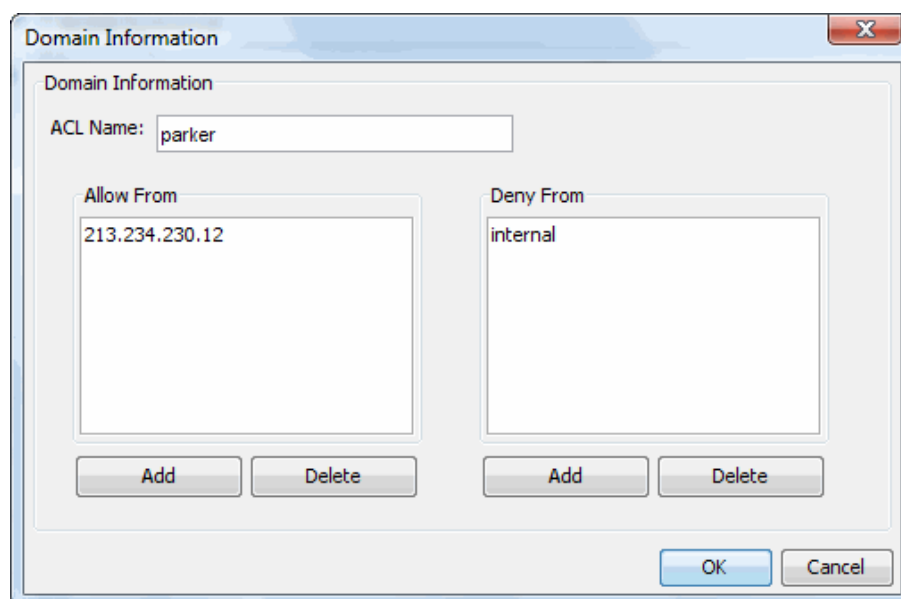 Domain Information
Domain Information
ACL Name: parker
Allow From
Deny From
213.234.230.12
internal
Add
Delete
Add
Delete
OK
Cancel